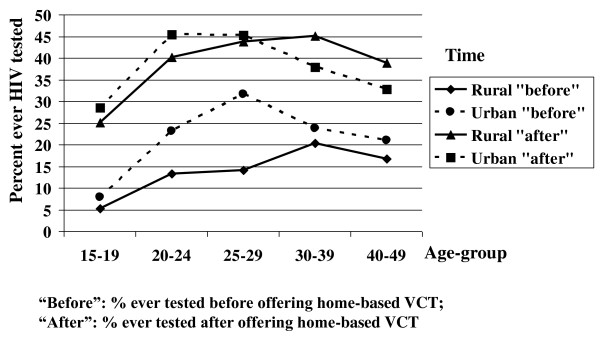 Percent ever HIV tested
50
45
40
35
30
25
20
15
10
5
0
15-19 20-24 25-29 30-39 40-49 Age-group
Time
Rural "before"
Urban "before"
Rural "after"
Urban "after"
“Before”: % ever tested before offering home-based VCT;
“After”: % ever tested after offering home-based VCT